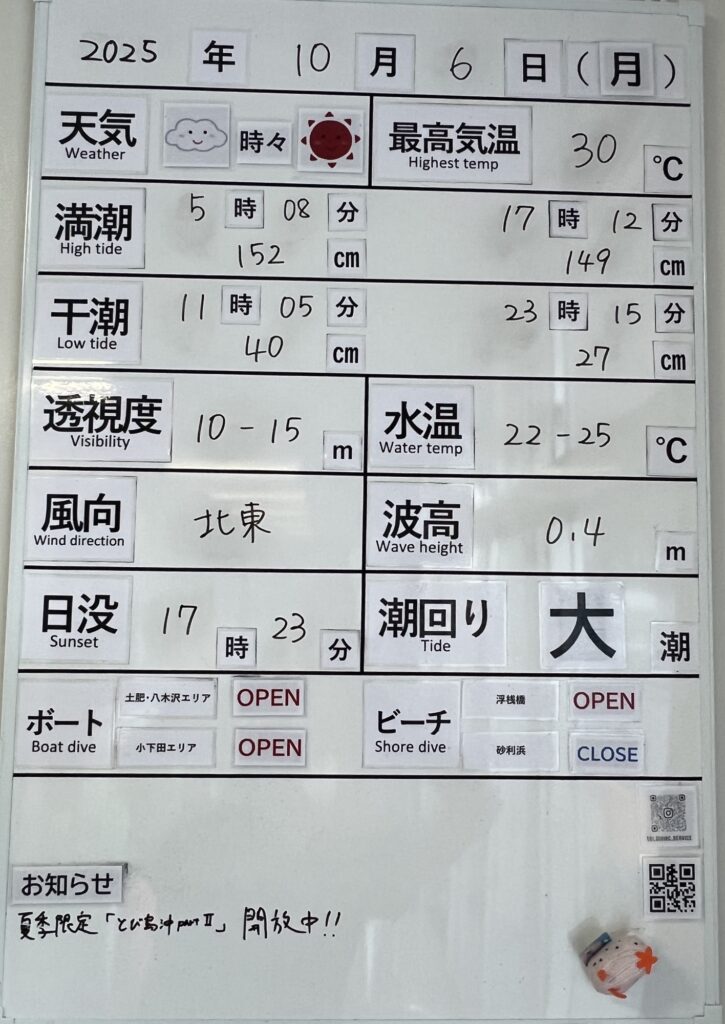 2025 年 10 月 6 日 (月)
天気 時々 最高気温 30 ℃
Weather Highest temp
満潮 5 時 08 分 17 時 12 分
High tide 152 cm 149 cm
干潮 11 時 05 分 23 時 15 分
Low tide 40 cm 27 cm
透視度 10-15 m 水温 22-25 ℃
Visibility Water temp
風向 北東 波高 0.4 m
Wind direction Wave height
日没 17 時 23 分 潮回り 大 潮
Sunset Tide
ボート 土肥・八木沢エリア OPEN ビーチ 浮桟橋 OPEN
Boat dive 小下田エリア OPEN Shore dive 砂利浜 CLOSE
お知らせ
夏季限定「とび島沖 part Ⅱ」開放中!!